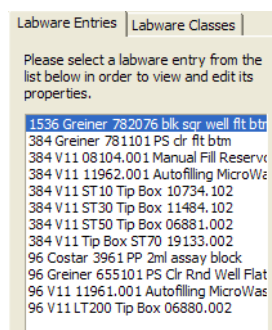 Labware Entries
Labware Classes
Please select a labware entry from the
list below in order to view and edit its
properties.
1536 Greiner 782076 blk sqr well flt btm
384 Greiner 781101 PS clr flt btm
384 V11 08104.001 Manual Fill Reservo
384 V11 11962.001 Autofilling MicroWa
384 V11 ST10 Tip Box 10734.102
384 V11 ST30 Tip Box 11484.102
384 V11 ST50 Tip Box 06881.002
384 V11 Tip Box ST70 19133.002
96 Costar 3961 PP 2ml assay block
96 Greiner 655101 PS Clr Rnd Well Flat
96 V11 11961.001 Autofilling MicroWas
96 V11 LT200 Tip Box 06880.002